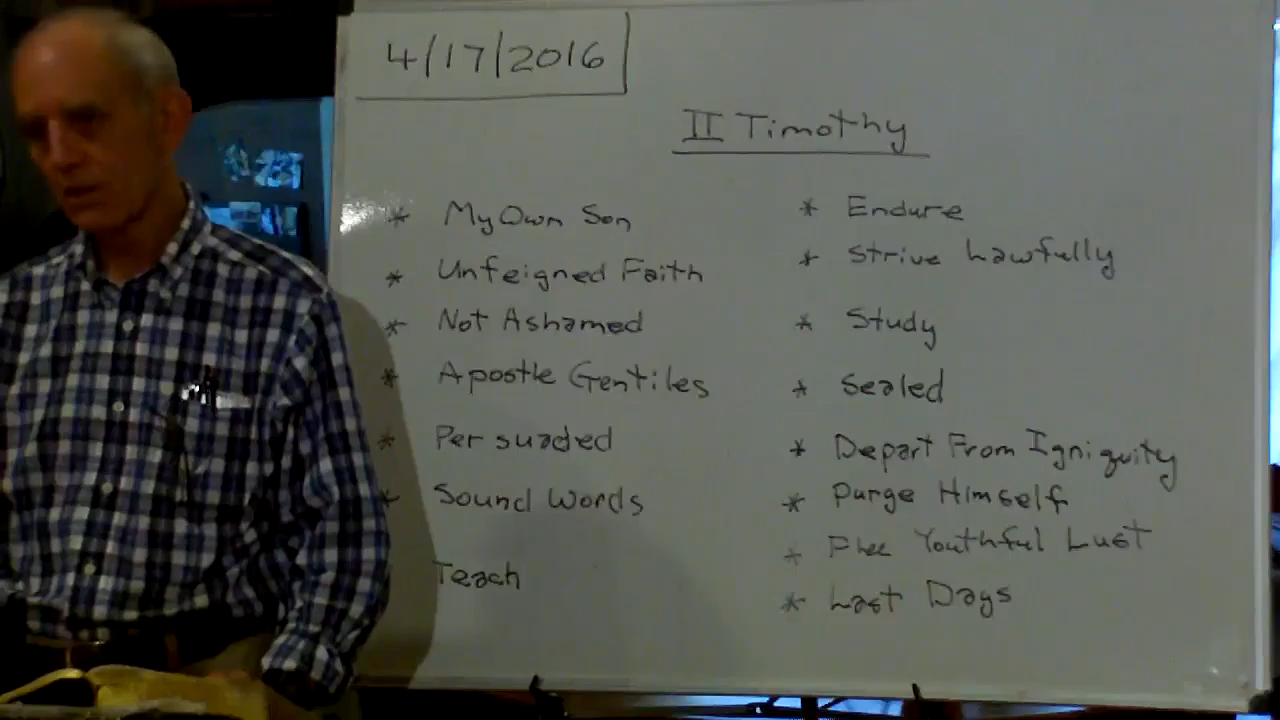 4/17/2016
II Timothy
* My Own Son
* Unfeigned Faith
* Not Ashamed
* Apostle Gentiles
* Persuaded
* Sound Words
Teach
* Endure
* Strive Lawfully
* Study
* Sealed
* Depart From Igniquity
* Purge Himself
* Flee Youthful Lust
* Last Days